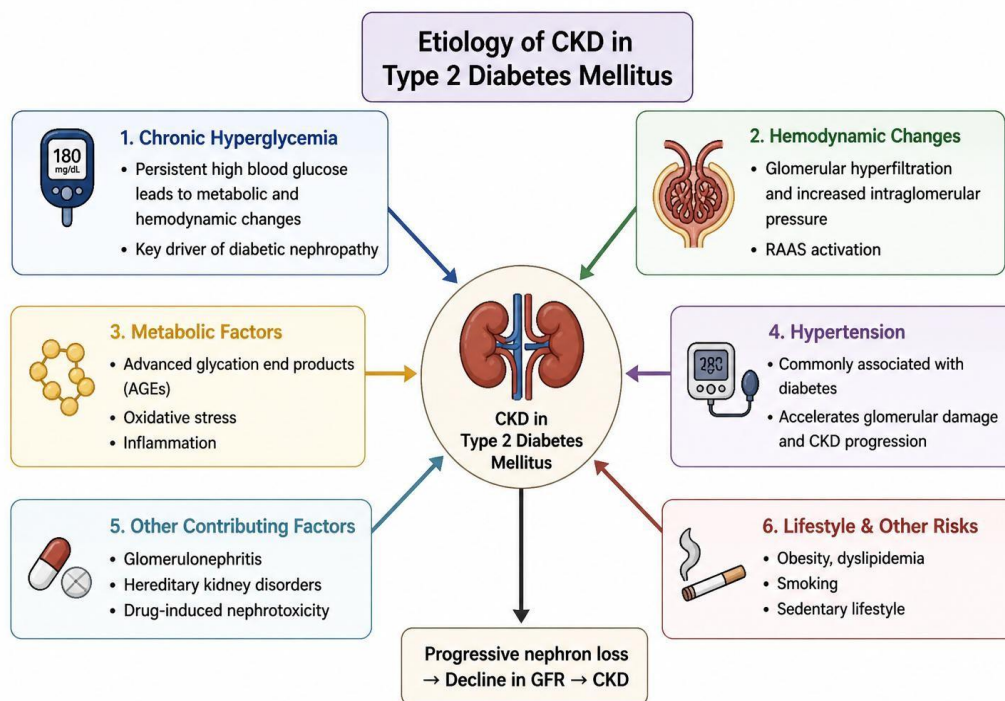 Etiology of CKD in
Type 2 Diabetes Mellitus
1. Chronic Hyperglycemia
180
mg/dL
• Persistent high blood glucose
leads to metabolic and
hemodynamic changes
• Key driver of diabetic nephropathy
2. Hemodynamic Changes
• Glomerular hyperfiltration
and increased intraglomerular
pressure
• RAAS activation
3. Metabolic Factors
• Advanced glycation end products
(AGEs)
• Oxidative stress
• Inflammation
4. Hypertension
• Commonly associated with
diabetes
• Accelerates glomerular damage
and CKD progression
CKD in
Type 2 Diabetes
Mellitus
5. Other Contributing Factors
• Glomerulonephritis
• Hereditary kidney disorders
• Drug-induced nephrotoxicity
6. Lifestyle & Other Risks
• Obesity, dyslipidemia
• Smoking
• Sedentary lifestyle
Progressive nephron loss
→ Decline in GFR → CKD